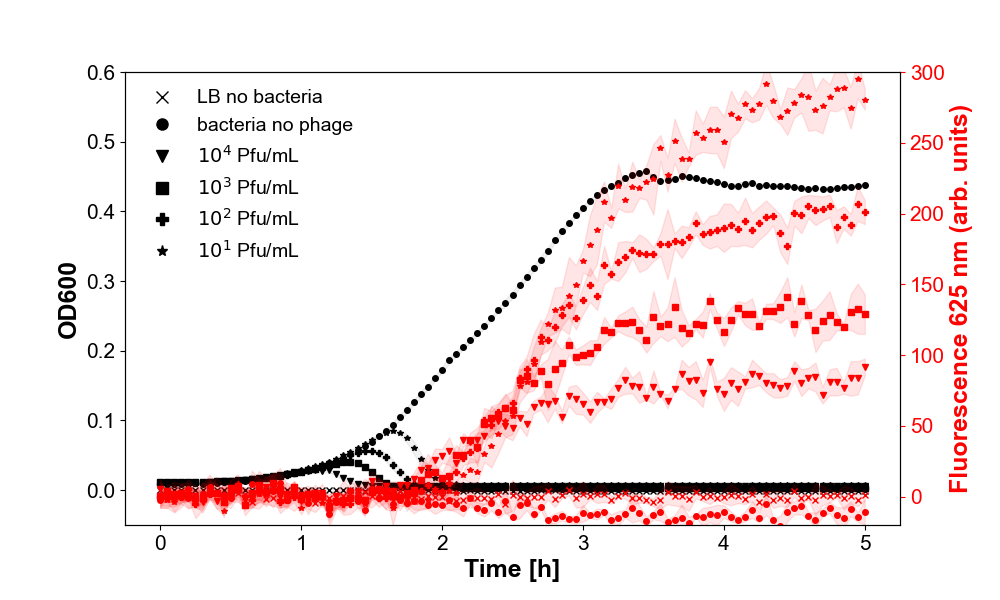 LB no bacteria
bacteria no phage
10⁴ Pfu/mL
10³ Pfu/mL
10² Pfu/mL
10¹ Pfu/mL
OD600
0.6
0.5
0.4
0.3
0.2
0.1
0.0
0 1 2 3 4 5
Time [h]
300
250
200
150
100
50
0
Fluorescence 625 nm (arb. units)